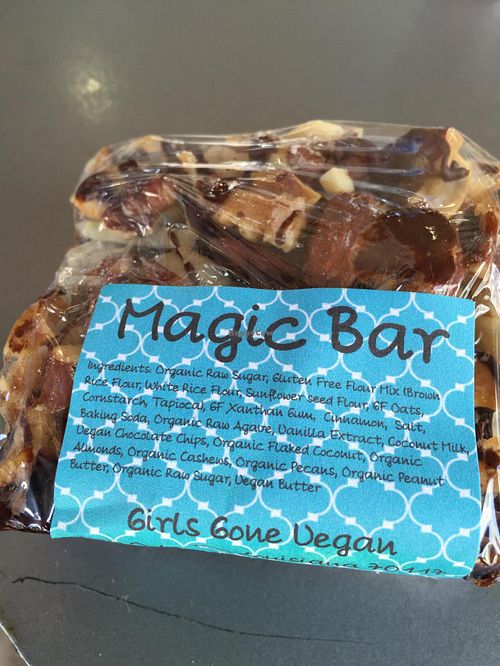 Magic Bar
Ingredients: Organic Raw Sugar, Gluten Free Flour Mix (Brown
Rice Flour, White Rice Flour, Sunflower Seed Flour, GF Oats,
Cornstarch, Tapioca), GF Xanthan Gum, Cinnamon, Salt,
Baking Soda, Organic Raw Agave, Vanilla Extract, Coconut Milk,
Vegan Chocolate Chips, Organic Flaked Coconut, Organic
Almonds, Organic Cashews, Organic Pecans, Organic Peanut
Butter, Organic Raw Sugar, Vegan Butter
Girls Gone Vegan
Louisiana